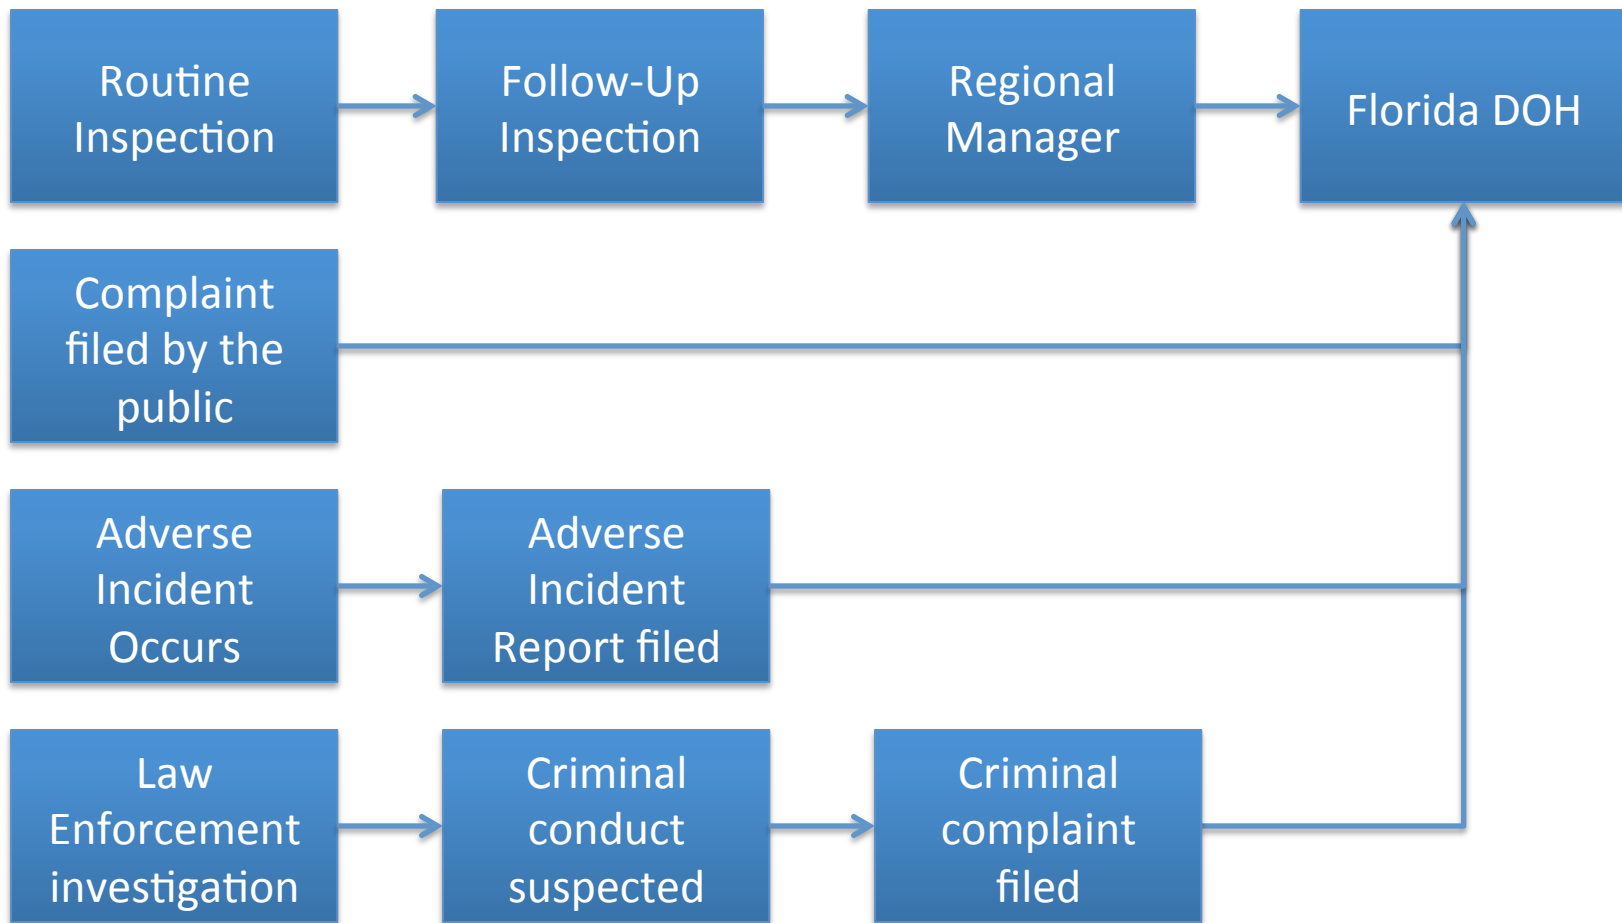 Routine
Inspection
Follow-Up
Inspection
Regional
Manager
Florida DOH
Complaint
filed by the
public
Adverse
Incident
Occurs
Adverse
Incident
Report filed
Law
Enforcement
investigation
Criminal
conduct
suspected
Criminal
complaint
filed